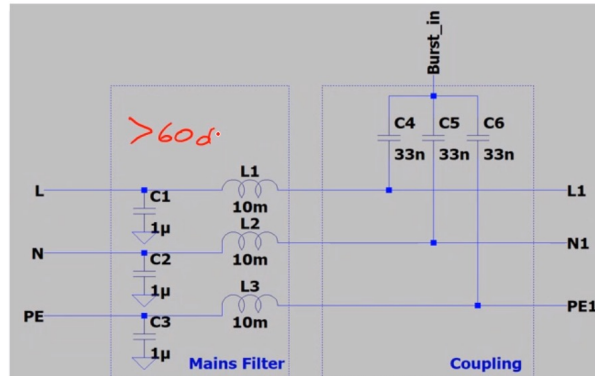 Burst_in
>60d
C4 C5 C6
33n 33n 33n
L1
L C1 10m L1
1µ
L2
N C2 10m N1
1µ
L3
PE C3 10m PE1
1µ
Mains Filter
Coupling